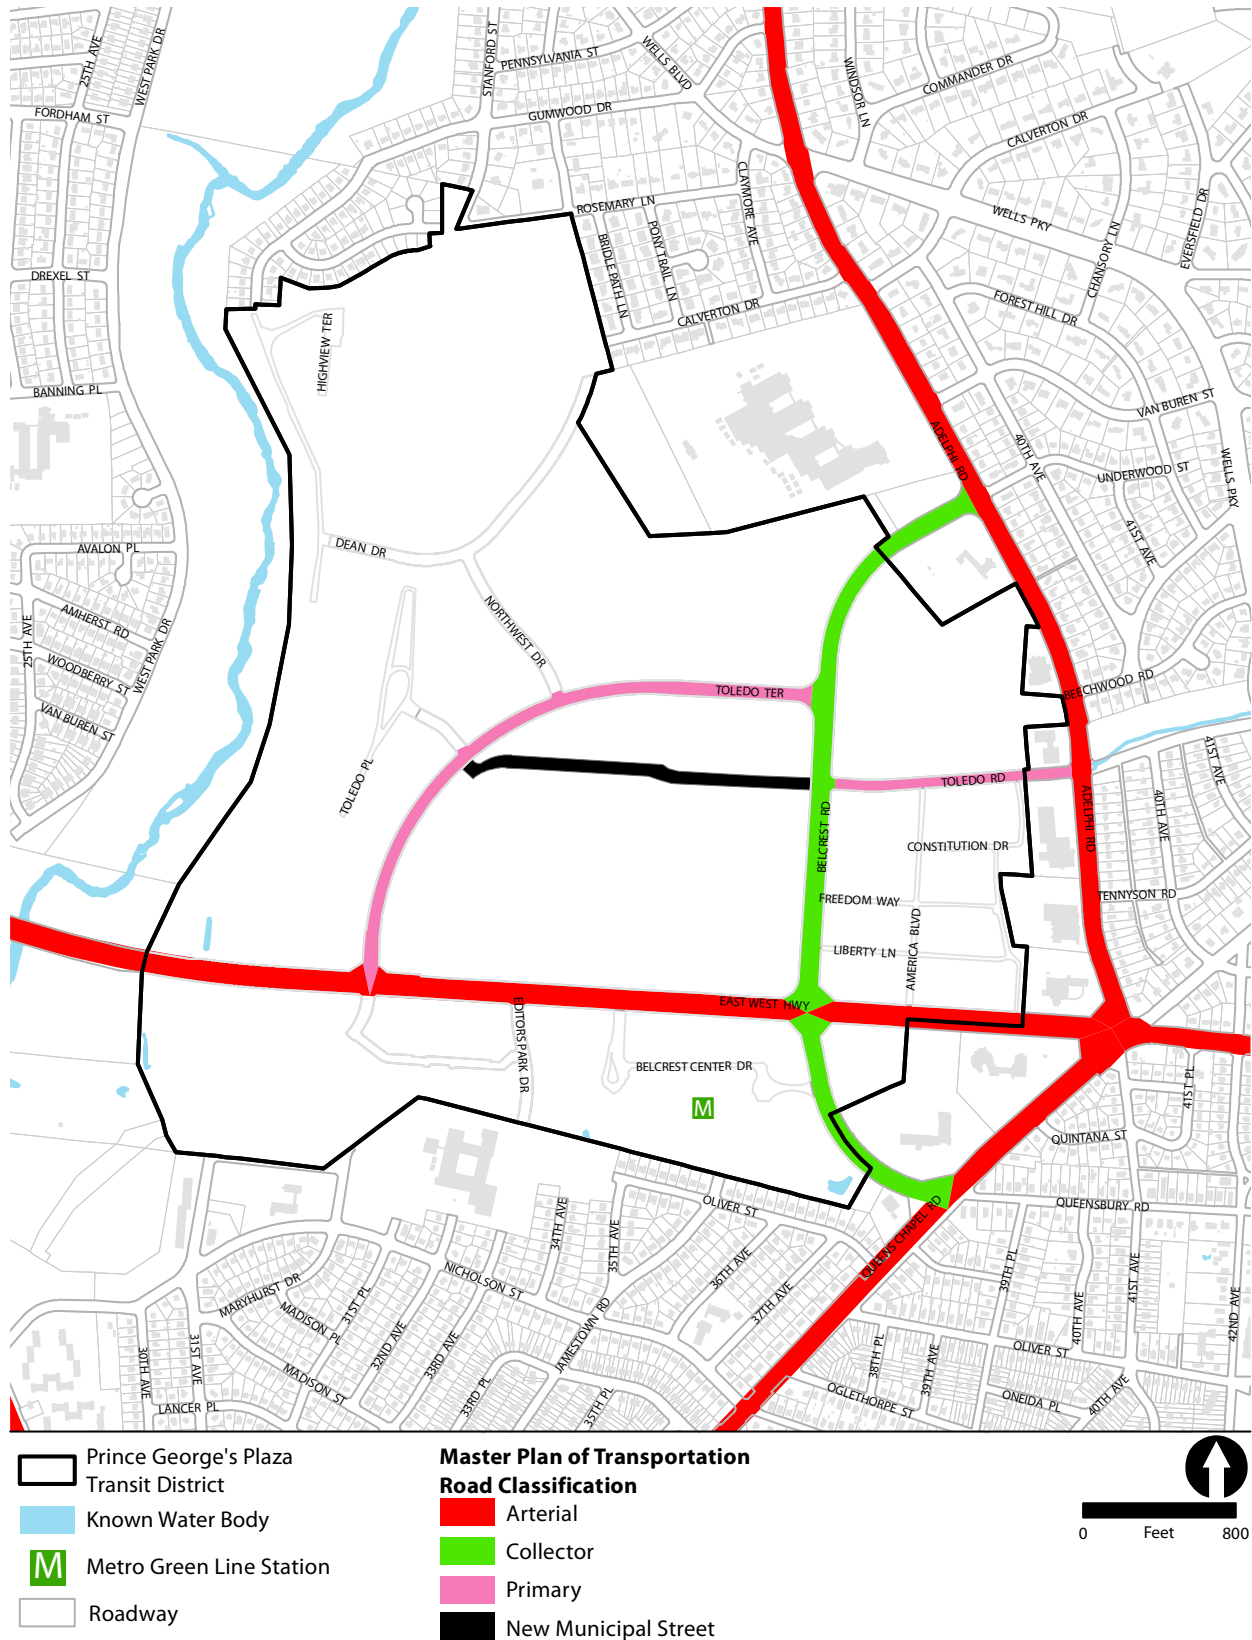 25TH AVE
WEST PARK DR
STANFORD ST
PENNSYLVANIA ST
WELLS BLVD
WINDSOR LN
COMMANDER DR
FORDHAM ST
GUMWOOD DR
CALVERTON DR
CLAYMORE AVE
ROSEMARY LN
WELLS PKY
EVERSFIELD DR
BRIDLE PATH LN
PONY TRAIL LN
CHANSORY LN
DREXEL ST
CALVERTON DR
FOREST HILL DR
HIGHVIEW TER
BANNING PL
VAN BUREN ST
ADELPHI RD
40TH AVE
UNDERWOOD ST
WELLS PKY
AVALON PL
DEAN DR
41ST AVE
AMHERST RD
25TH AVE
WOODBERRY ST
WEST PARK DR
NORTHWEST DR
VAN BUREN ST
TOLEDO TER
BEECHWOOD RD
TOLEDO PL
TOLEDO RD
41ST AVE
40TH AVE
ADELPHI RD
BELCREST RD
CONSTITUTION DR
FREEDOM WAY
TENNYSON RD
AMERICA BLVD
LIBERTY LN
EAST WEST HWY
EDITORS PARK DR
BELCREST CENTER DR
M
41ST PL
QUINTANA ST
OLIVER ST
QUEENSBURY RD
QUEENS CHAPEL RD
34TH AVE
35TH AVE
36TH AVE
37TH AVE
39TH PL
40TH AVE
41ST AVE
42ND AVE
NICHOLSON ST
MARYHURST DR
MADISON PL
31ST PL
32ND AVE
33RD AVE
JAMESTOWN RD
38TH PL
39TH AVE
OLIVER ST
30TH AVE
31ST AVE
MADISON ST
33RD PL
35TH PL
OGLETHORPE ST
ONEIDA PL
40TH AVE
LANCER PL
Prince George's Plaza
Transit District
Known Water Body
M Metro Green Line Station
Roadway
Master Plan of Transportation
Road Classification
Arterial
Collector
Primary
New Municipal Street
0 Feet 800